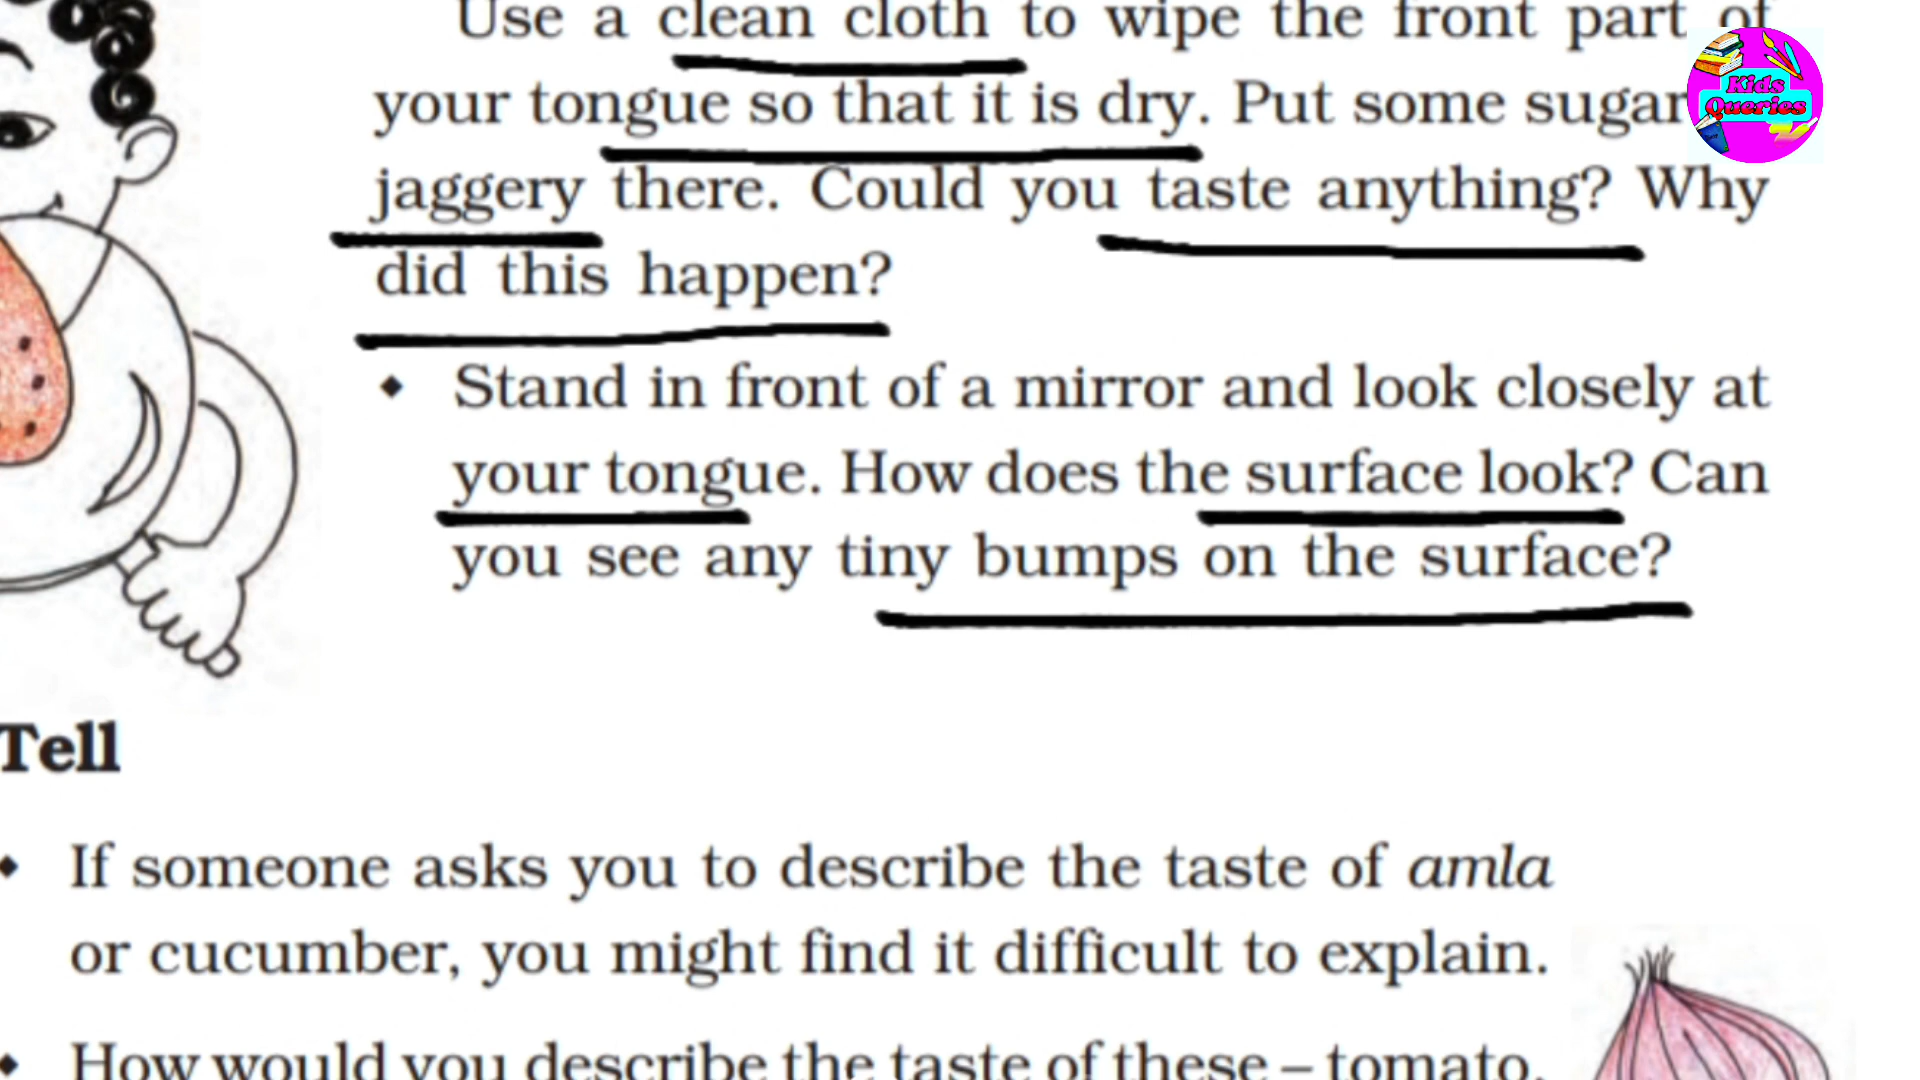 Use a clean cloth to wipe the front part of
your tongue so that it is dry. Put some sugar
jaggery there. Could you taste anything? Why
did this happen?
◆ Stand in front of a mirror and look closely at
your tongue. How does the surface look? Can
you see any tiny bumps on the surface?
Kids
Queries
Tell
◆ If someone asks you to describe the taste of amla
or cucumber, you might find it difficult to explain.
◆ How would you describe the taste of these – tomato,